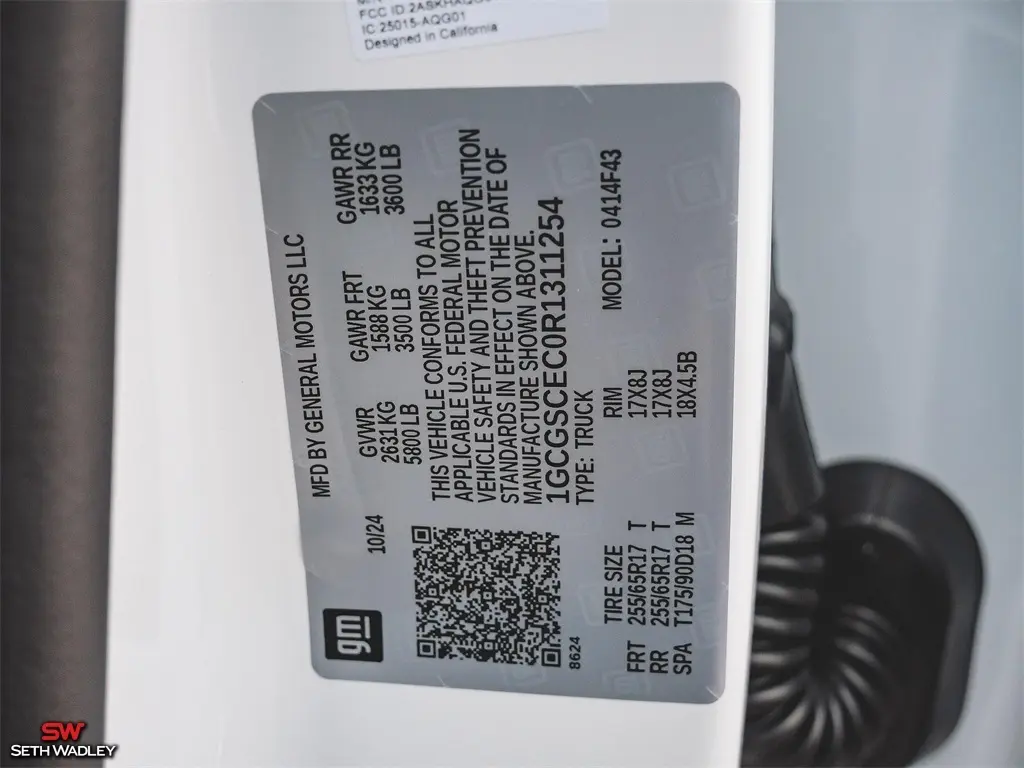 FCC ID 2ASKHAQG01
IC 25015-AQG01
Designed in California
MFD BY GENERAL MOTORS LLC
10/24
GVWR GAWR FRT GAWR RR
2631 KG 1588 KG 1633 KG
5800 LB 3500 LB 3600 LB
THIS VEHICLE CONFORMS TO ALL
APPLICABLE U.S. FEDERAL MOTOR
VEHICLE SAFETY AND THEFT PREVENTION
STANDARDS IN EFFECT ON THE DATE OF
MANUFACTURE SHOWN ABOVE.
1GCGSCEC0R1311254
TYPE: TRUCK MODEL: 0414F43
gm
8624
TIRE SIZE RIM
FRT 255/65R17 T 17X8J
RR 255/65R17 T 17X8J
SPA T175/90D18 M 18X4.5B
SW
SETH WADLEY